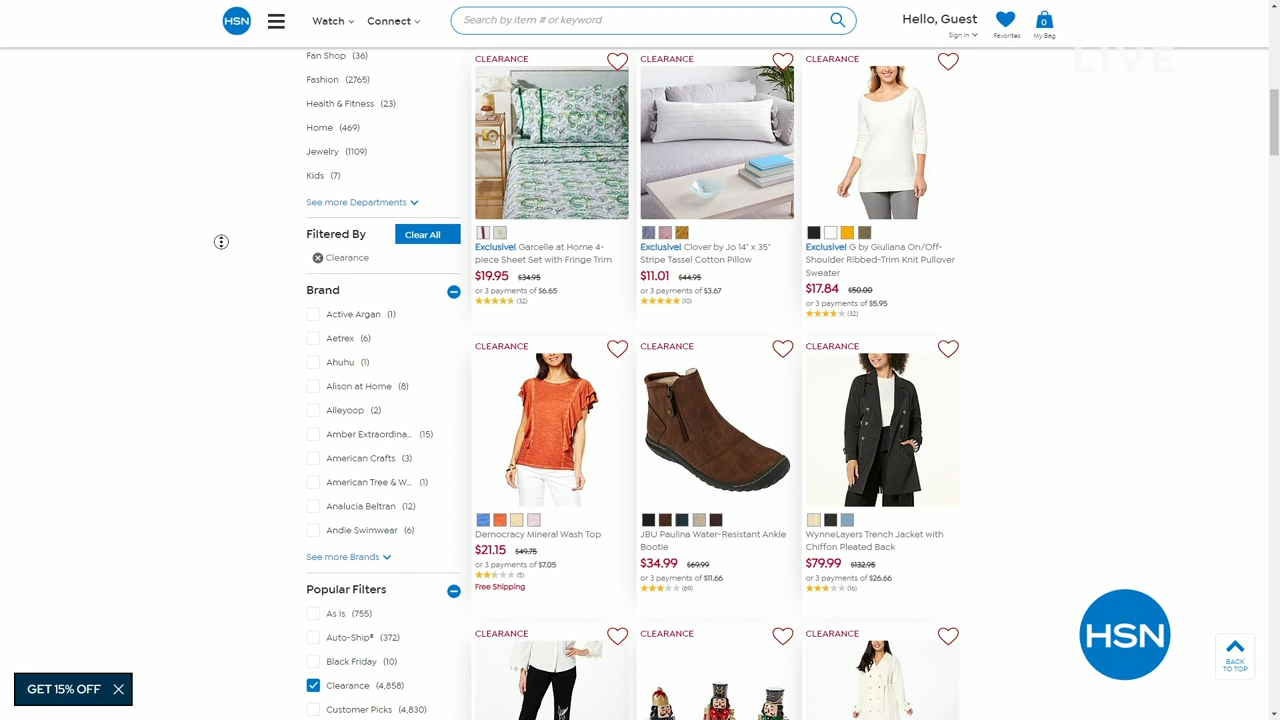 HSN
Watch
Connect
Search by item # or keyword
Hello, Guest
Sign In
Favorites
0
My Bag
LIVE
Fan Shop (36)
Fashion (2765)
Health & Fitness (23)
Home (469)
Jewelry (1109)
Kids (7)
See more Departments
Filtered By
Clear All
Clearance
Brand
Active Argan (1)
Aetrex (6)
Ahuhu (1)
Alison at Home (8)
Alleyoop (2)
Amber Extraordina... (15)
American Crafts (3)
American Tree & W... (1)
Analucia Beltran (12)
Andie Swimwear (6)
See more Brands
Popular Filters
As Is (755)
Auto-Ship® (372)
Black Friday (10)
Clearance (4,858)
Customer Picks (4,830)
CLEARANCE
Exclusive! Garcelle at Home 4-
piece Sheet Set with Fringe Trim
$19.95 $34.95
or 3 payments of $6.65
(32)
CLEARANCE
Exclusive! Clover by Jo 14" x 35"
Stripe Tassel Cotton Pillow
$11.01 $44.95
or 3 payments of $3.67
(10)
CLEARANCE
Exclusive! G by Giuliana On/Off-
Shoulder Ribbed-Trim Knit Pullover
Sweater
$17.84 $50.00
or 3 payments of $5.95
(32)
CLEARANCE
Democracy Mineral Wash Top
$21.15 $49.75
or 3 payments of $7.05
(5)
Free Shipping
CLEARANCE
JBU Paulina Water-Resistant Ankle
Bootie
$34.99 $69.99
or 3 payments of $11.66
(69)
CLEARANCE
WynneLayers Trench Jacket with
Chiffon Pleated Back
$79.99 $132.95
or 3 payments of $26.66
(16)
CLEARANCE
CLEARANCE
CLEARANCE
GET 15% OFF
HSN
BACK
TO TOP